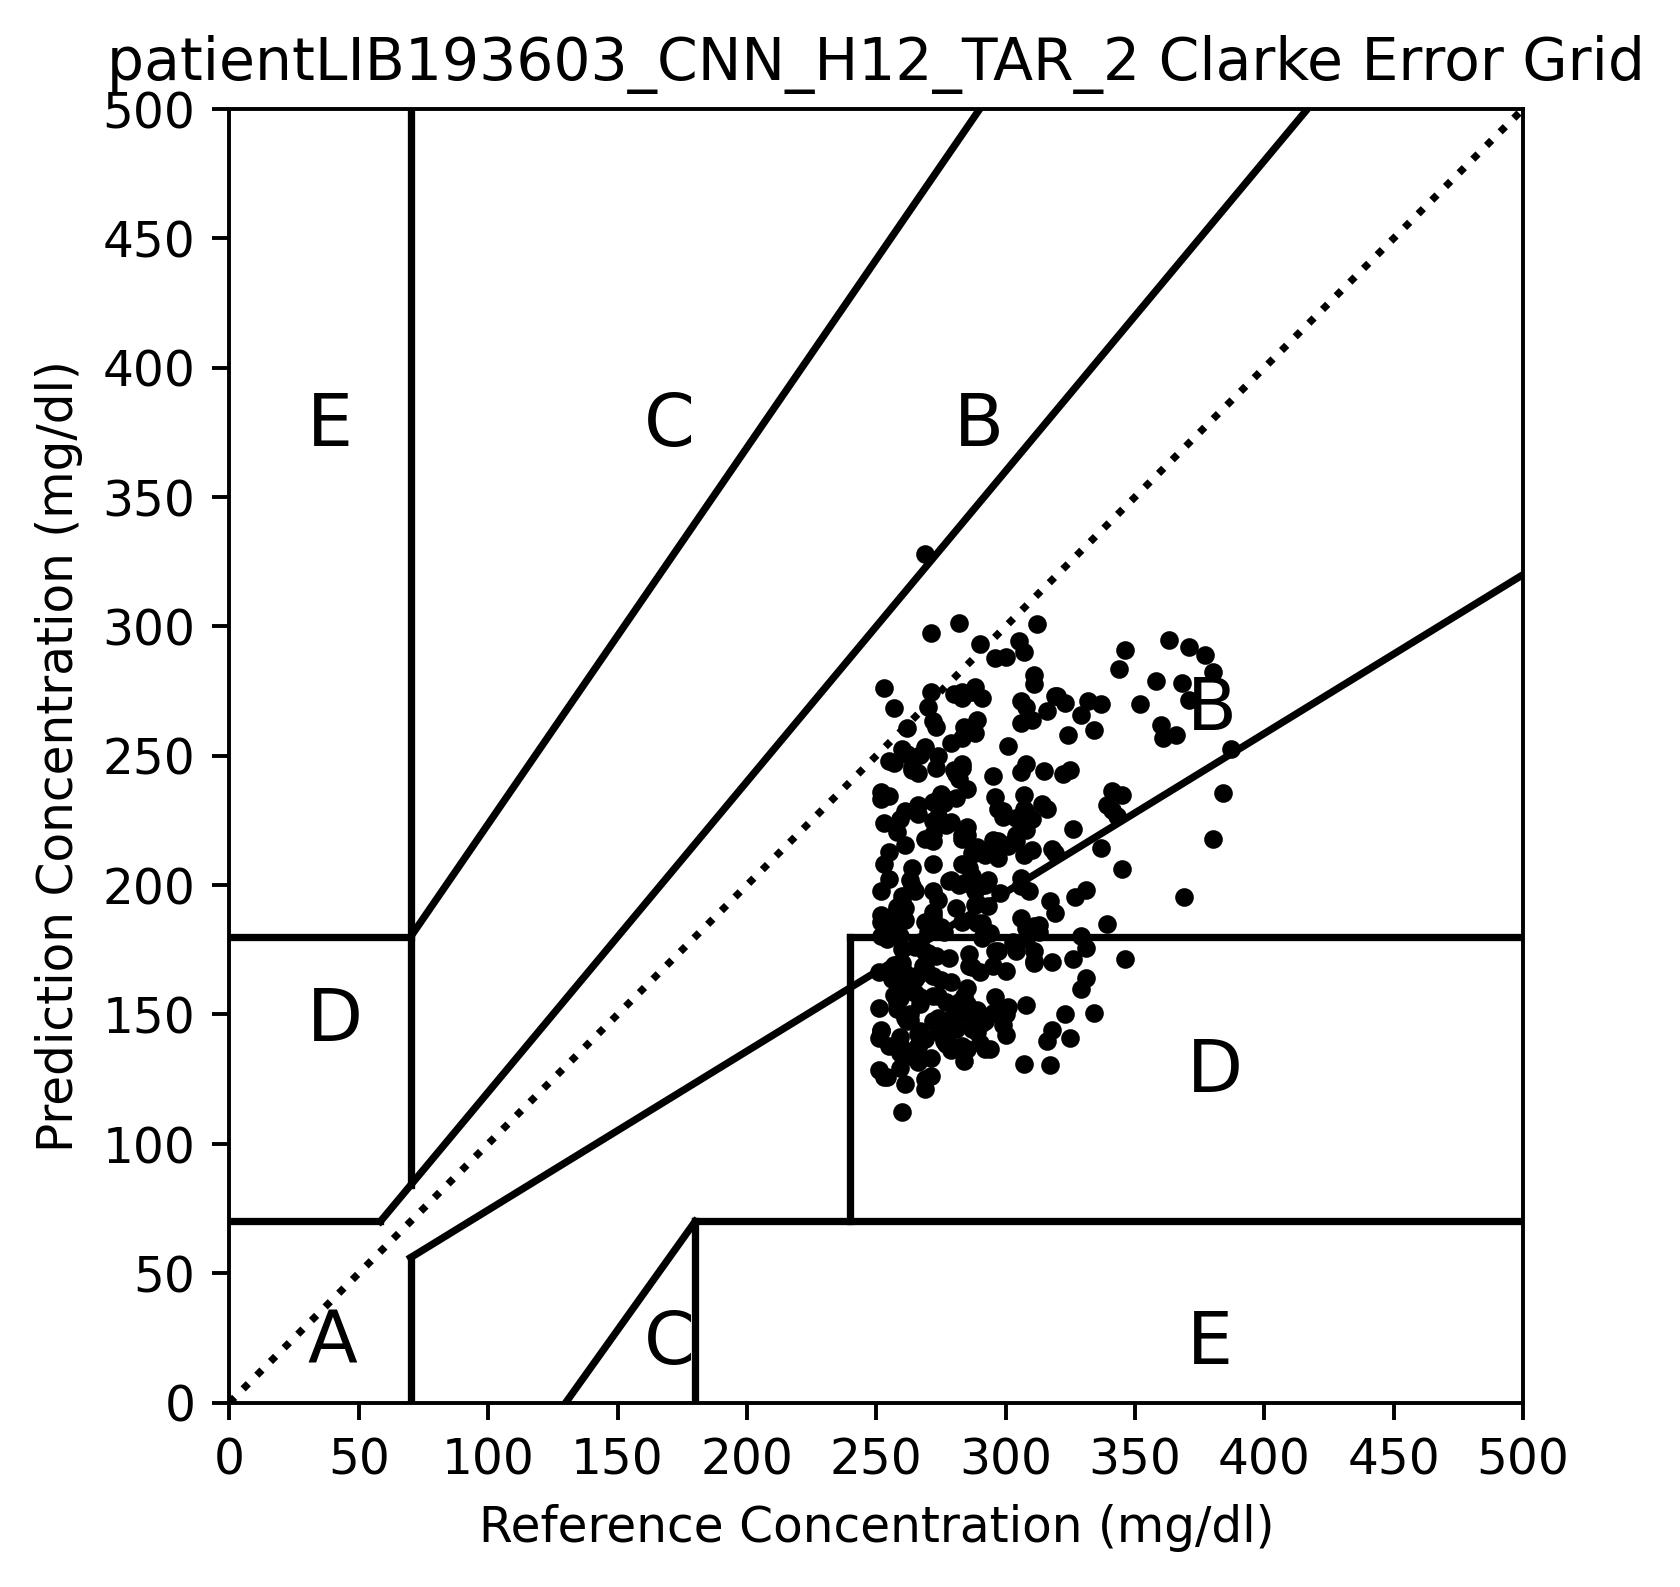 patientLIB193603_CNN_H12_TAR_2 Clarke Error Grid
500
450
400
350
300
250
200
150
100
50
0
Prediction Concentration (mg/dl)
E
C
B
B
D
D
A
C
E
0 50 100 150 200 250 300 350 400 450 500
Reference Concentration (mg/dl)